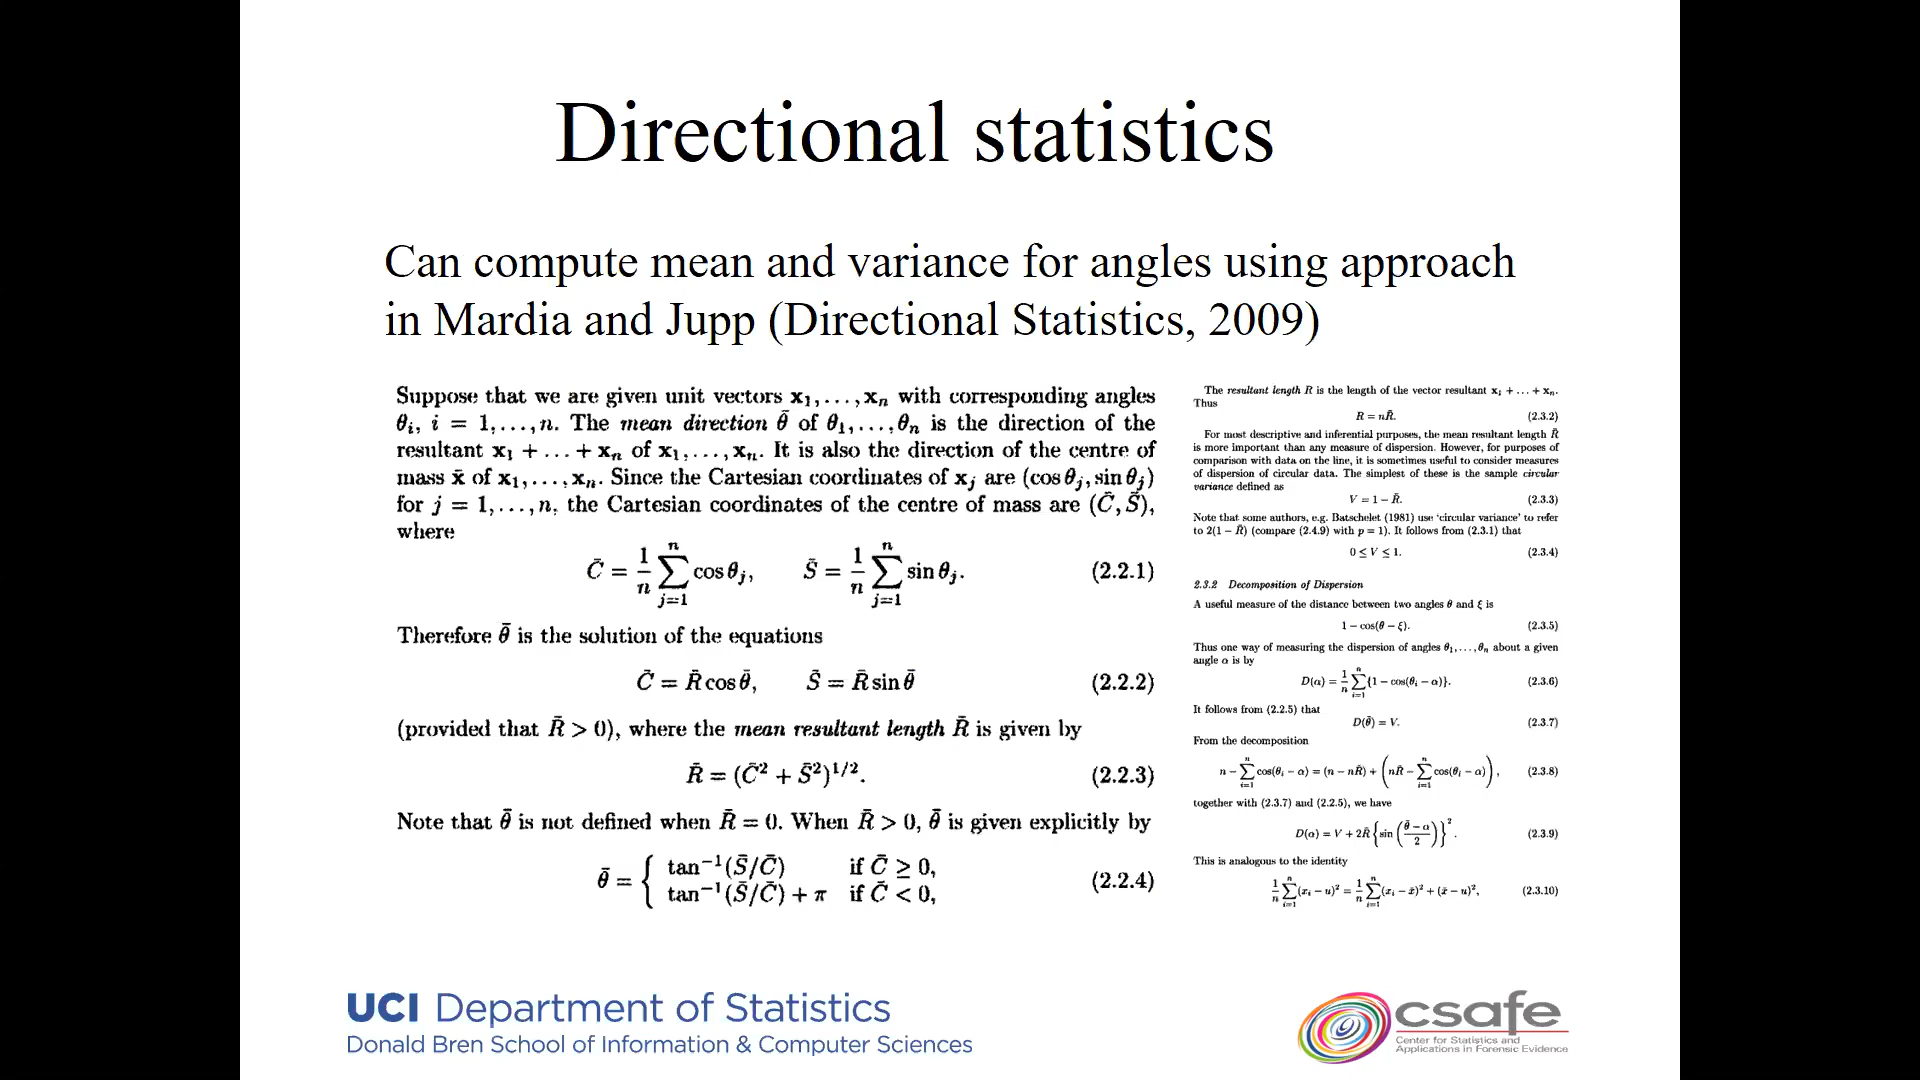 Directional statistics
Can compute mean and variance for angles using approach
in Mardia and Jupp (Directional Statistics, 2009)
Suppose that we are given unit vectors x₁, . . . , xₙ with corresponding angles
θᵢ, i = 1, . . . , n. The mean direction θ̄ of θ₁, . . . , θₙ is the direction of the
resultant x₁ + . . . + xₙ of x₁, . . . , xₙ. It is also the direction of the centre of
mass x̄ of x₁, . . . , xₙ. Since the Cartesian coordinates of xⱼ are (cos θⱼ, sin θⱼ)
for j = 1, . . . , n, the Cartesian coordinates of the centre of mass are (C̄, S̄),
where
C̄ = 1/n ∑ⱼ₌₁ⁿ cos θⱼ, S̄ = 1/n ∑ⱼ₌₁ⁿ sin θⱼ. (2.2.1)
Therefore θ̄ is the solution of the equations
C̄ = R̄ cos θ̄, S̄ = R̄ sin θ̄ (2.2.2)
(provided that R̄ > 0), where the mean resultant length R̄ is given by
R̄ = (C̄² + S̄²)¹/². (2.2.3)
Note that θ̄ is not defined when R̄ = 0. When R̄ > 0, θ̄ is given explicitly by
θ̄ = { tan⁻¹(S̄/C̄) if C̄ ≥ 0,
tan⁻¹(S̄/C̄) + π if C̄ < 0, (2.2.4)
The resultant length R is the length of the vector resultant x₁ + . . . + xₙ.
Thus
R = nR̄. (2.3.2)
For most descriptive and inferential purposes, the mean resultant length R̄
is more important than any measure of dispersion. However, for purposes of
comparison with data on the line, it is sometimes useful to consider measures
of dispersion of circular data. The simplest of these is the sample circular
variance defined as
V = 1 − R̄. (2.3.3)
Note that some authors, e.g. Batschelet (1981) use ‘circular variance’ to refer
to 2(1 − R̄) (compare (2.4.9) with p = 1). It follows from (2.3.1) that
0 ≤ V ≤ 1. (2.3.4)
2.3.2 Decomposition of Dispersion
A useful measure of the distance between two angles θ and ξ is
1 − cos(θ − ξ). (2.3.5)
Thus one way of measuring the dispersion of angles θ₁, . . . , θₙ about a given
angle α is by
D(α) = 1/n ∑ᵢ₌₁ⁿ {1 − cos(θᵢ − α)}. (2.3.6)
It follows from (2.2.5) that
D(θ̄) = V. (2.3.7)
From the decomposition
n − ∑ᵢ₌₁ⁿ cos(θᵢ − α) = (n − nR̄) + (nR̄ − ∑ᵢ₌₁ⁿ cos(θᵢ − α)), (2.3.8)
together with (2.3.7) and (2.2.5), we have
D(α) = V + 2R̄ {sin ((θ̄ − α)/2)}². (2.3.9)
This is analogous to the identity
1/n ∑ᵢ₌₁ⁿ (xᵢ − u)² = 1/n ∑ᵢ₌₁ⁿ (xᵢ − x̄)² + (x̄ − u)², (2.3.10)
UCI Department of Statistics
Donald Bren School of Information & Computer Sciences
csafe
Center for Statistics and
Applications in Forensic Evidence